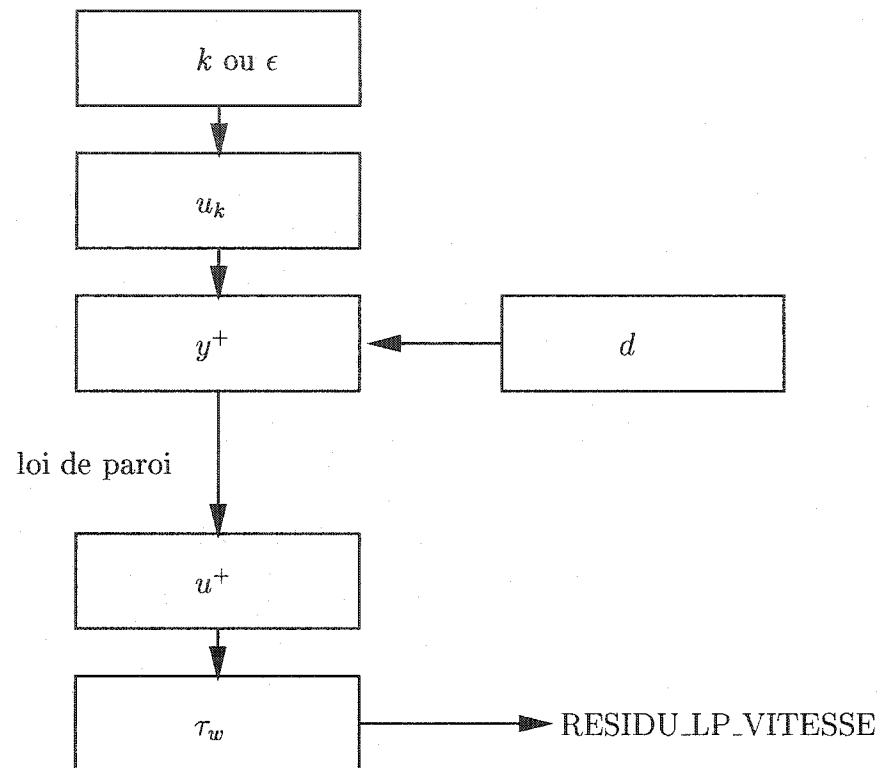 k ou ϵ
u_k
y⁺
d
loi de paroi
u⁺
τ_w
RESIDU_LP_VITESSE